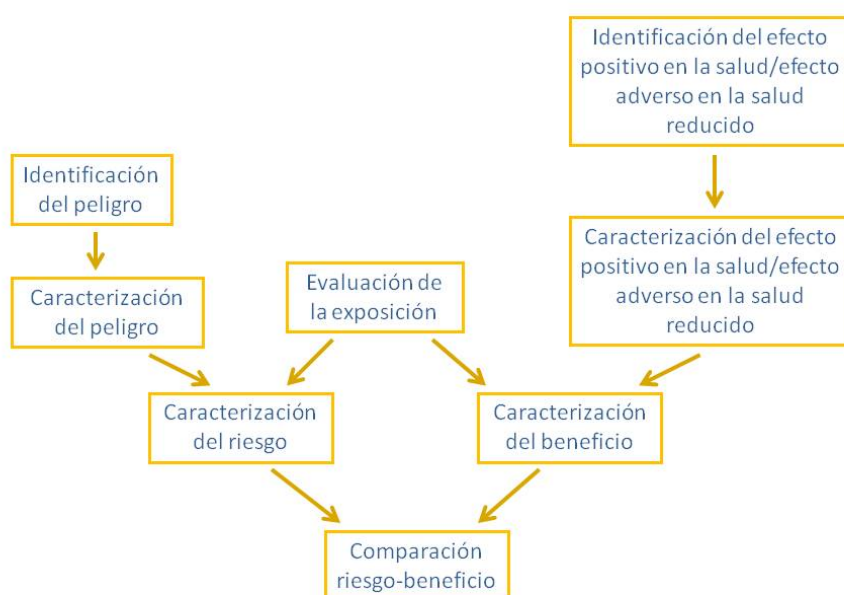 Identificación del efecto
positivo en la salud/efecto
adverso en la salud
reducido
Identificación
del peligro
Caracterización del efecto
positivo en la salud/efecto
adverso en la salud
reducido
Caracterización
del peligro
Evaluación de
la exposición
Caracterización
del riesgo
Caracterización
del beneficio
Comparación
riesgo-beneficio